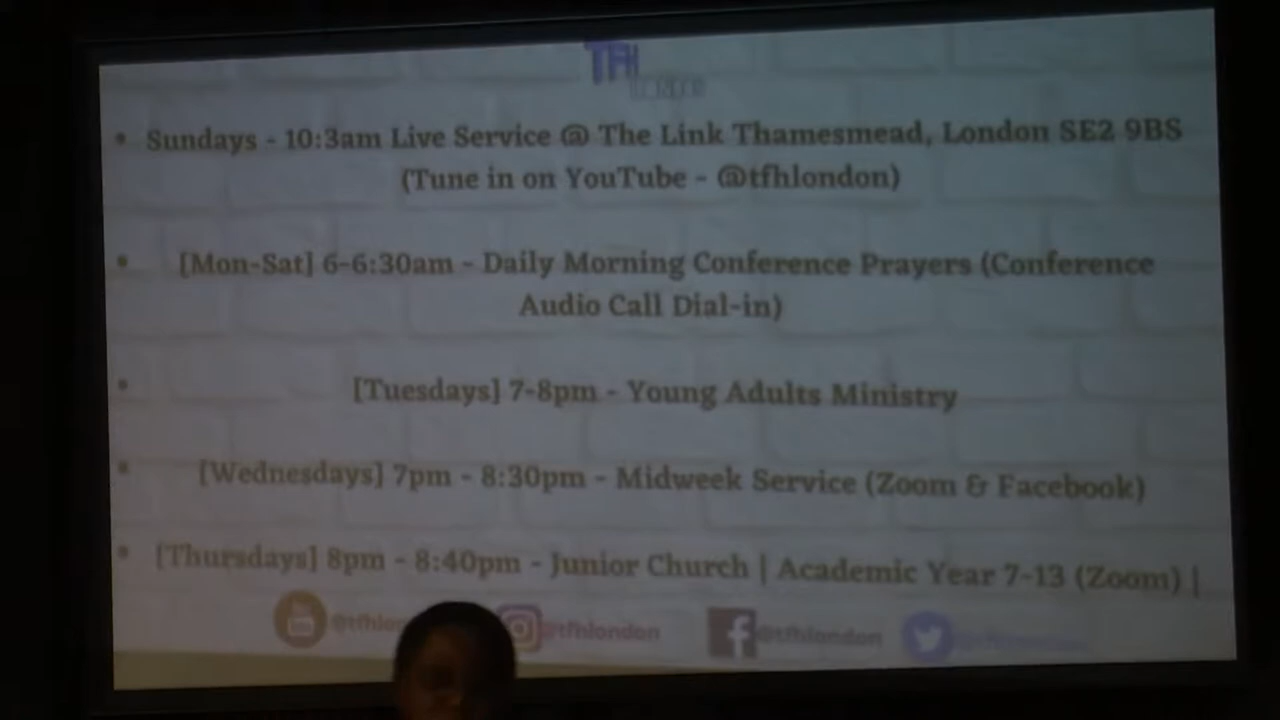 TFH
LONDON
• Sundays - 10:3am Live Service @ The Link Thamesmead, London SE2 9BS
(Tune in on YouTube - @tfhlondon)
• [Mon-Sat] 6-6:30am - Daily Morning Conference Prayers (Conference
Audio Call Dial-in)
• [Tuesdays] 7-8pm - Young Adults Ministry
• [Wednesdays] 7pm - 8:30pm - Midweek Service (Zoom & Facebook)
• [Thursdays] 8pm - 8:40pm - Junior Church | Academic Year 7-13 (Zoom) |
@tfhlondon @tfhlondon